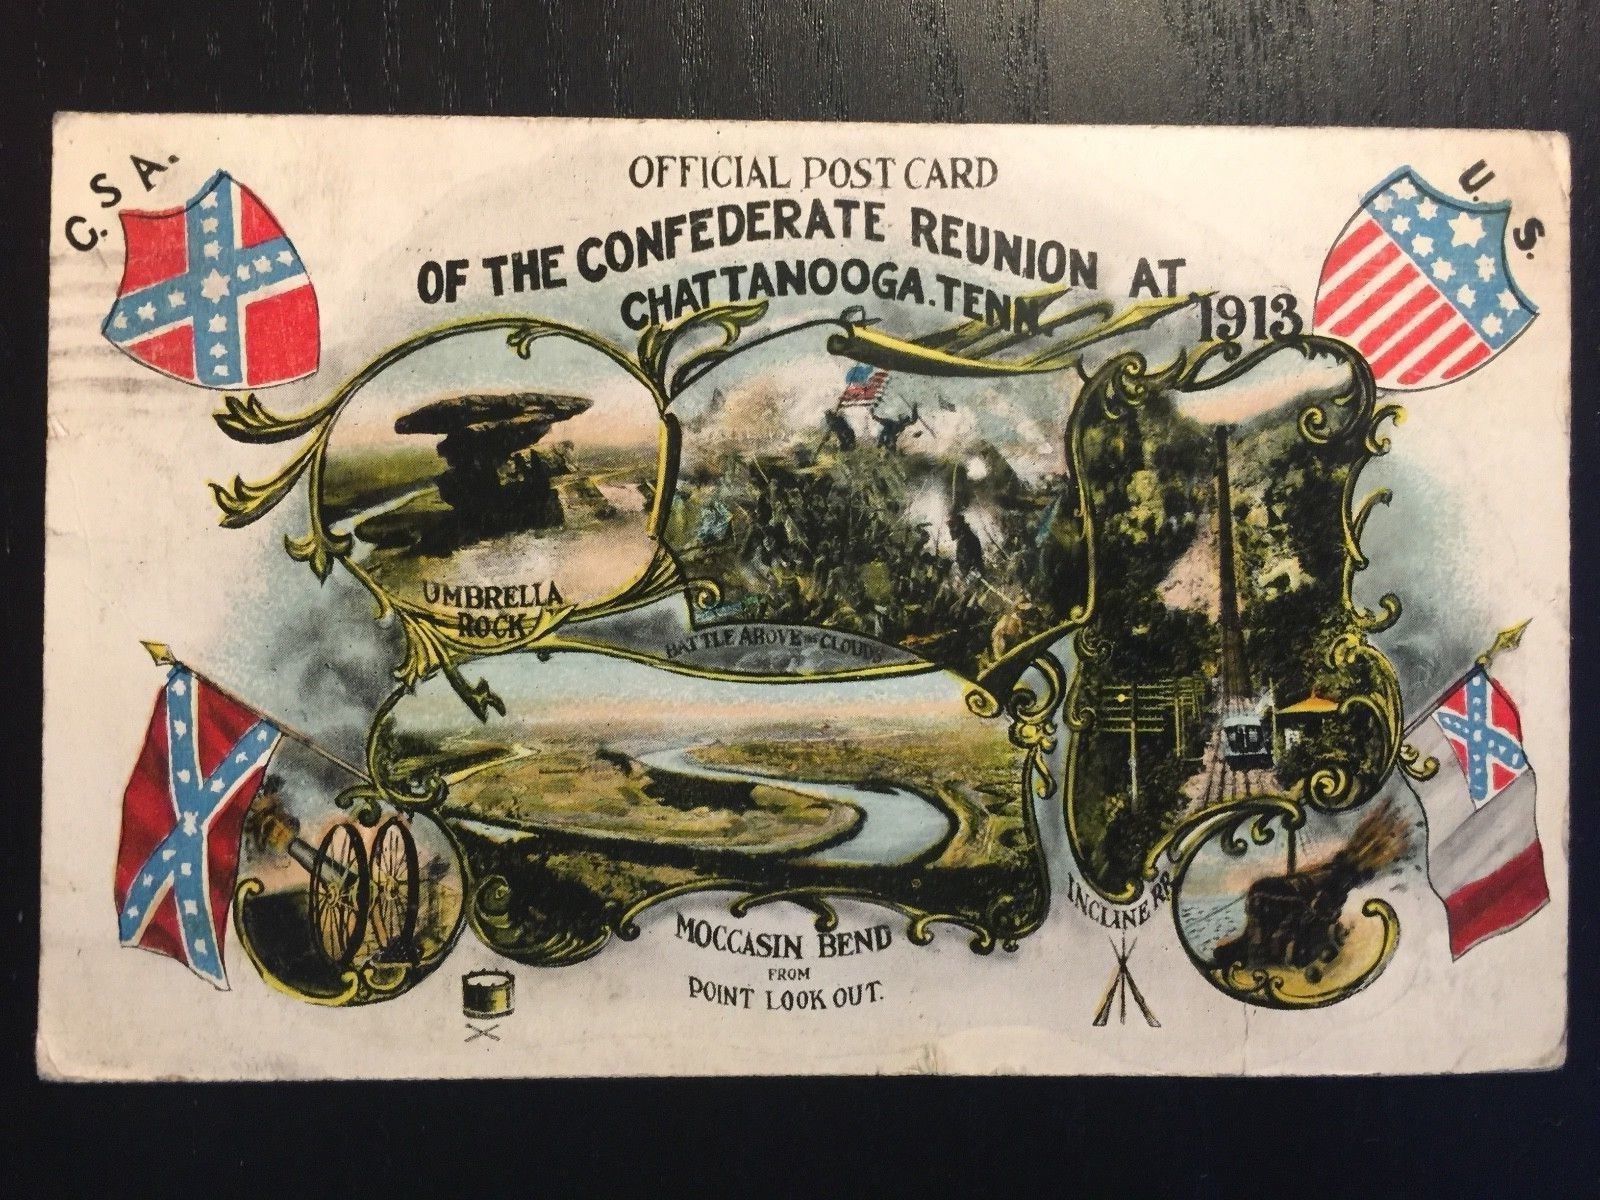 C.S.A.
U.S.
OFFICIAL POST CARD
OF THE CONFEDERATE REUNION AT
CHATTANOOGA. TENN.
1913
UMBRELLA
ROCK
BATTLE ABOVE THE CLOUDS
MOCCASIN BEND
FROM
POINT LOOK OUT.
INCLINE RR